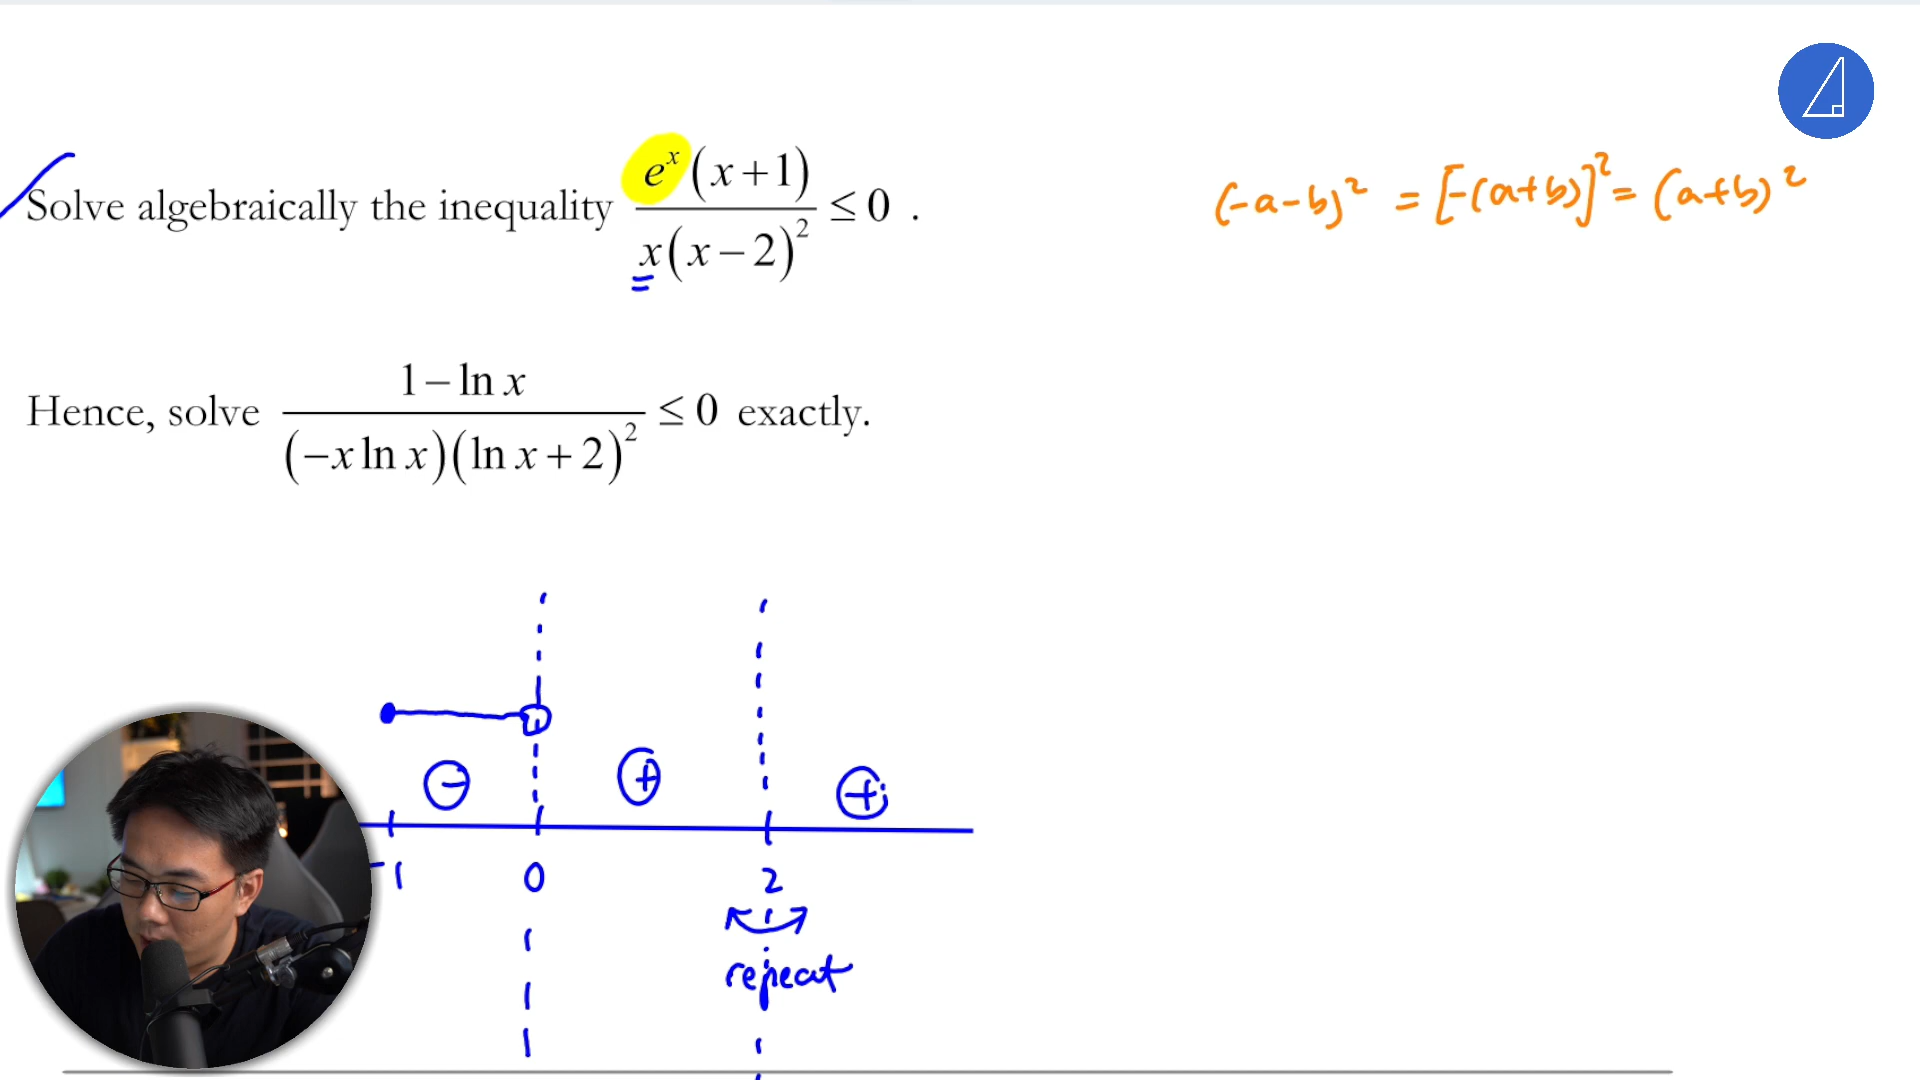 Solve algebraically the inequality e^x(x+1) / x(x−2)^2 ≤ 0 .
(-a-b)^2 = [-(a+b)]^2 = (a+b)^2
Hence, solve 1−ln x / (−x ln x)(ln x+2)^2 ≤ 0 exactly.
− + +
-1 0 2
repeat